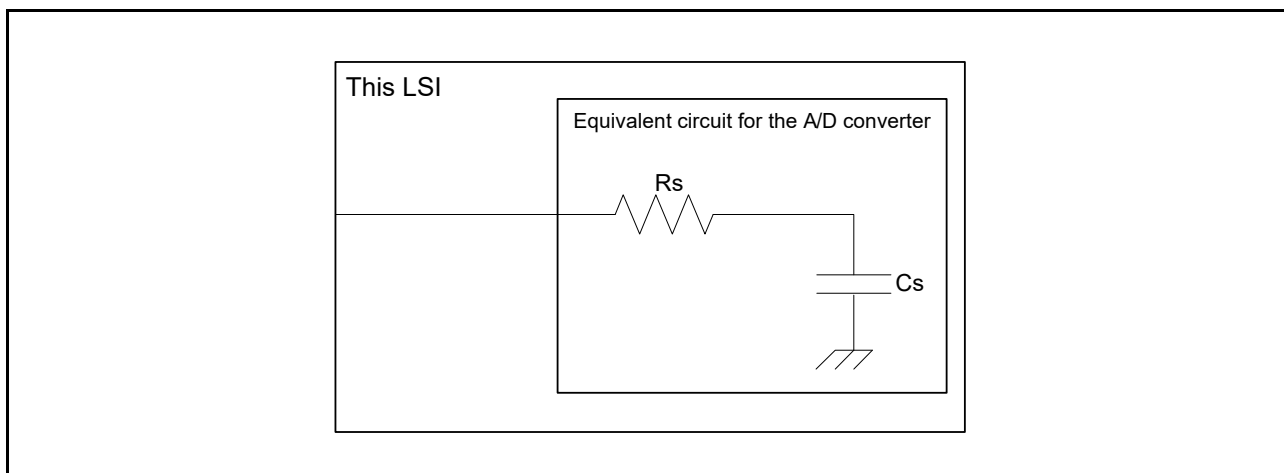 This LSI
Equivalent circuit for the A/D converter
Rs
Cs